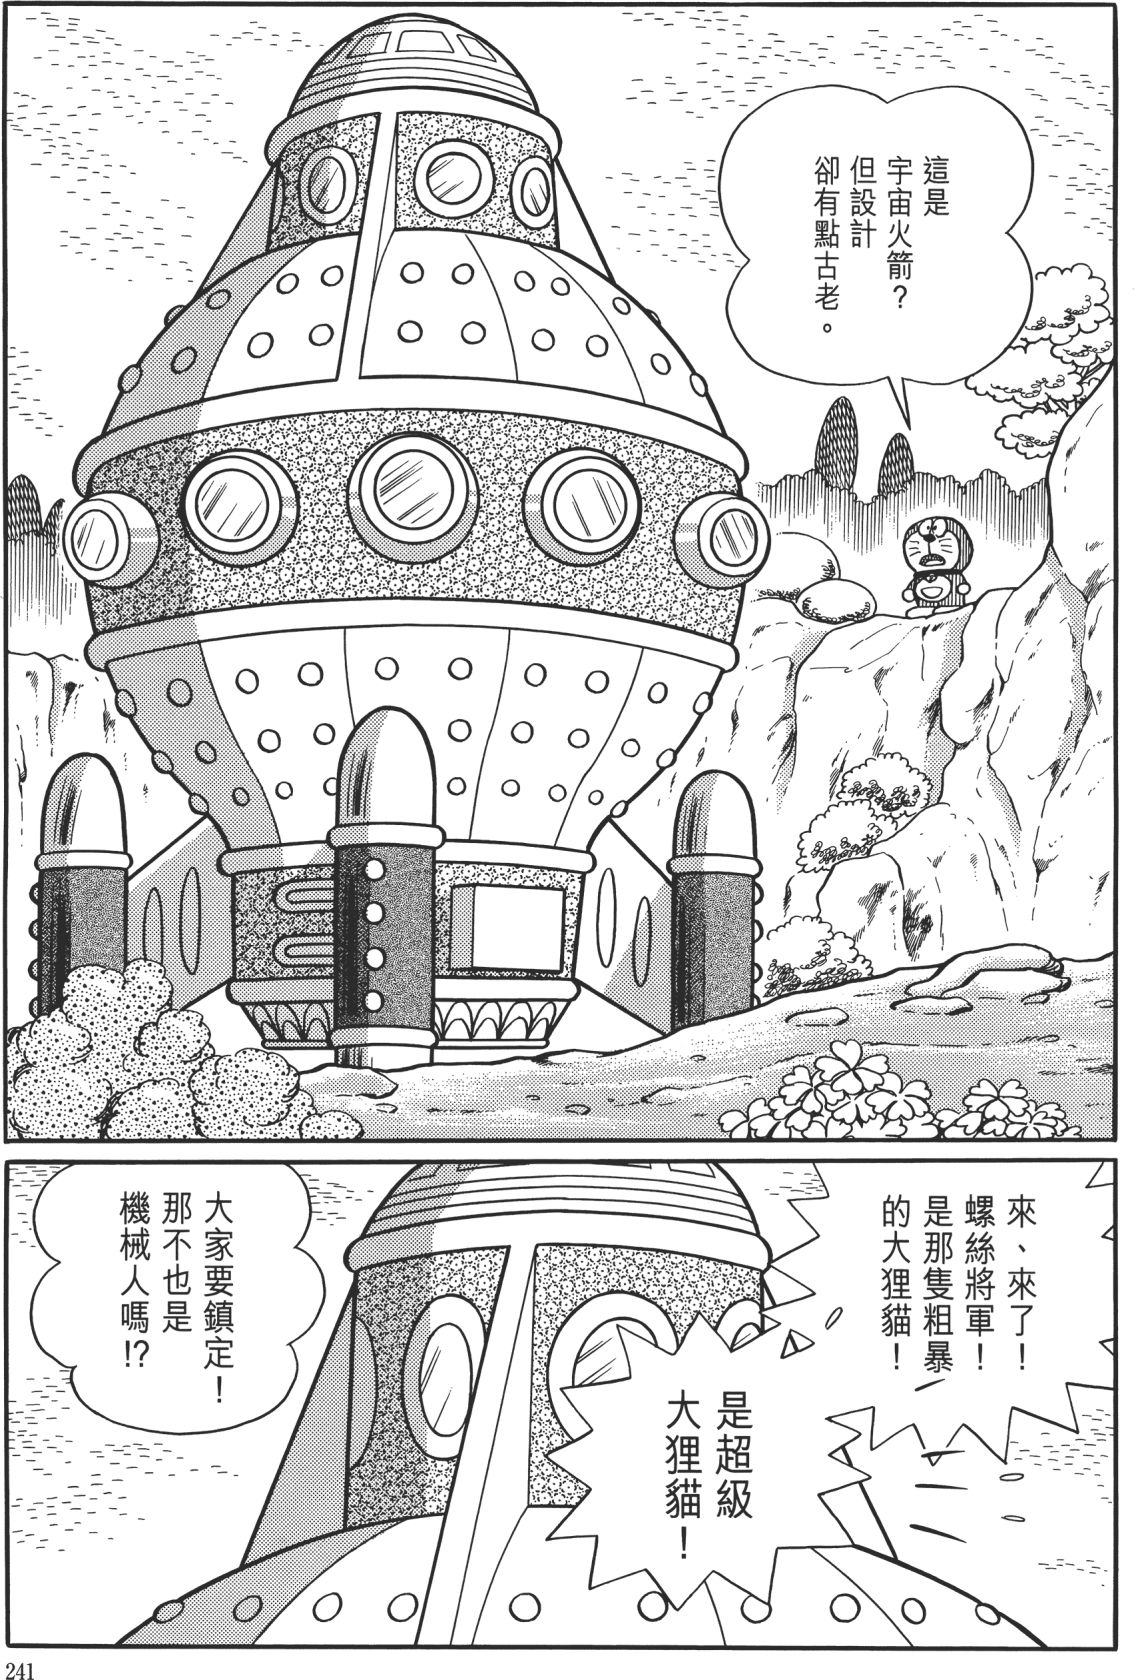 這是
宇宙火箭？
但設計
卻有點古老。
來、來了！
螺絲將軍！
是那隻粗暴
的大狸貓！
是超級
大狸貓！
大家要鎮定！
那不也是
機械人嗎!?
241